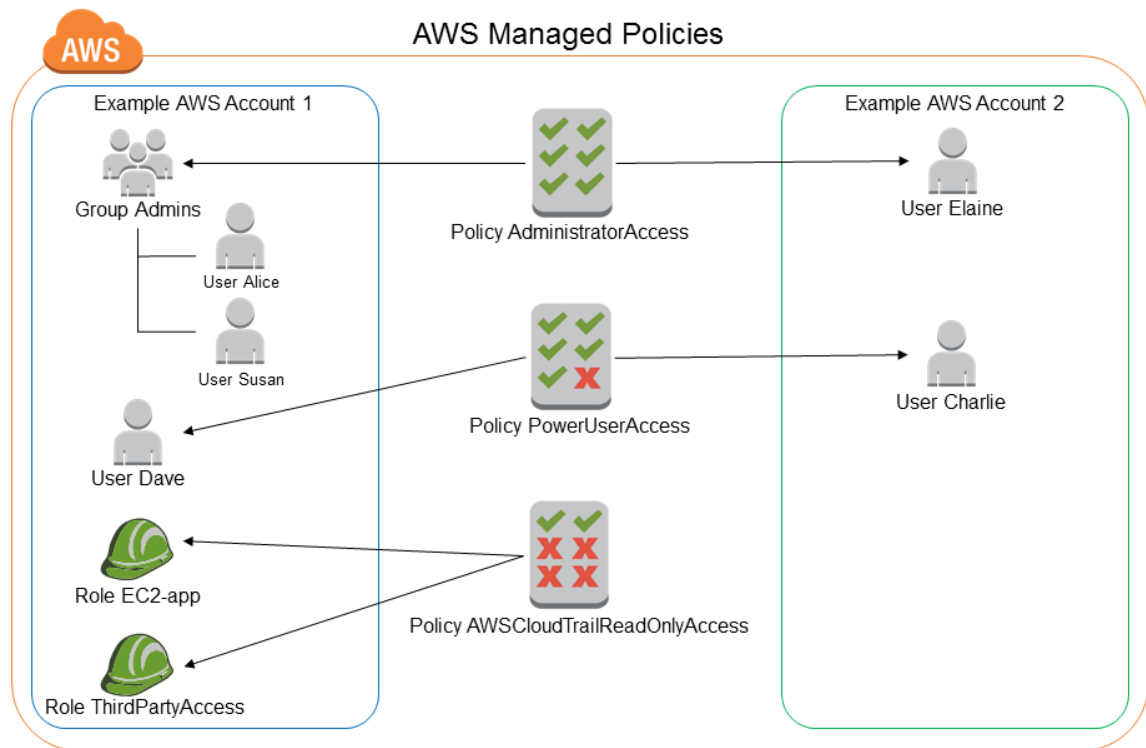 AWS
AWS Managed Policies
Example AWS Account 1
Example AWS Account 2
Group Admins
User Alice
User Susan
User Dave
Role EC2-app
Role ThirdPartyAccess
Policy AdministratorAccess
Policy PowerUserAccess
Policy AWSCloudTrailReadOnlyAccess
User Elaine
User Charlie